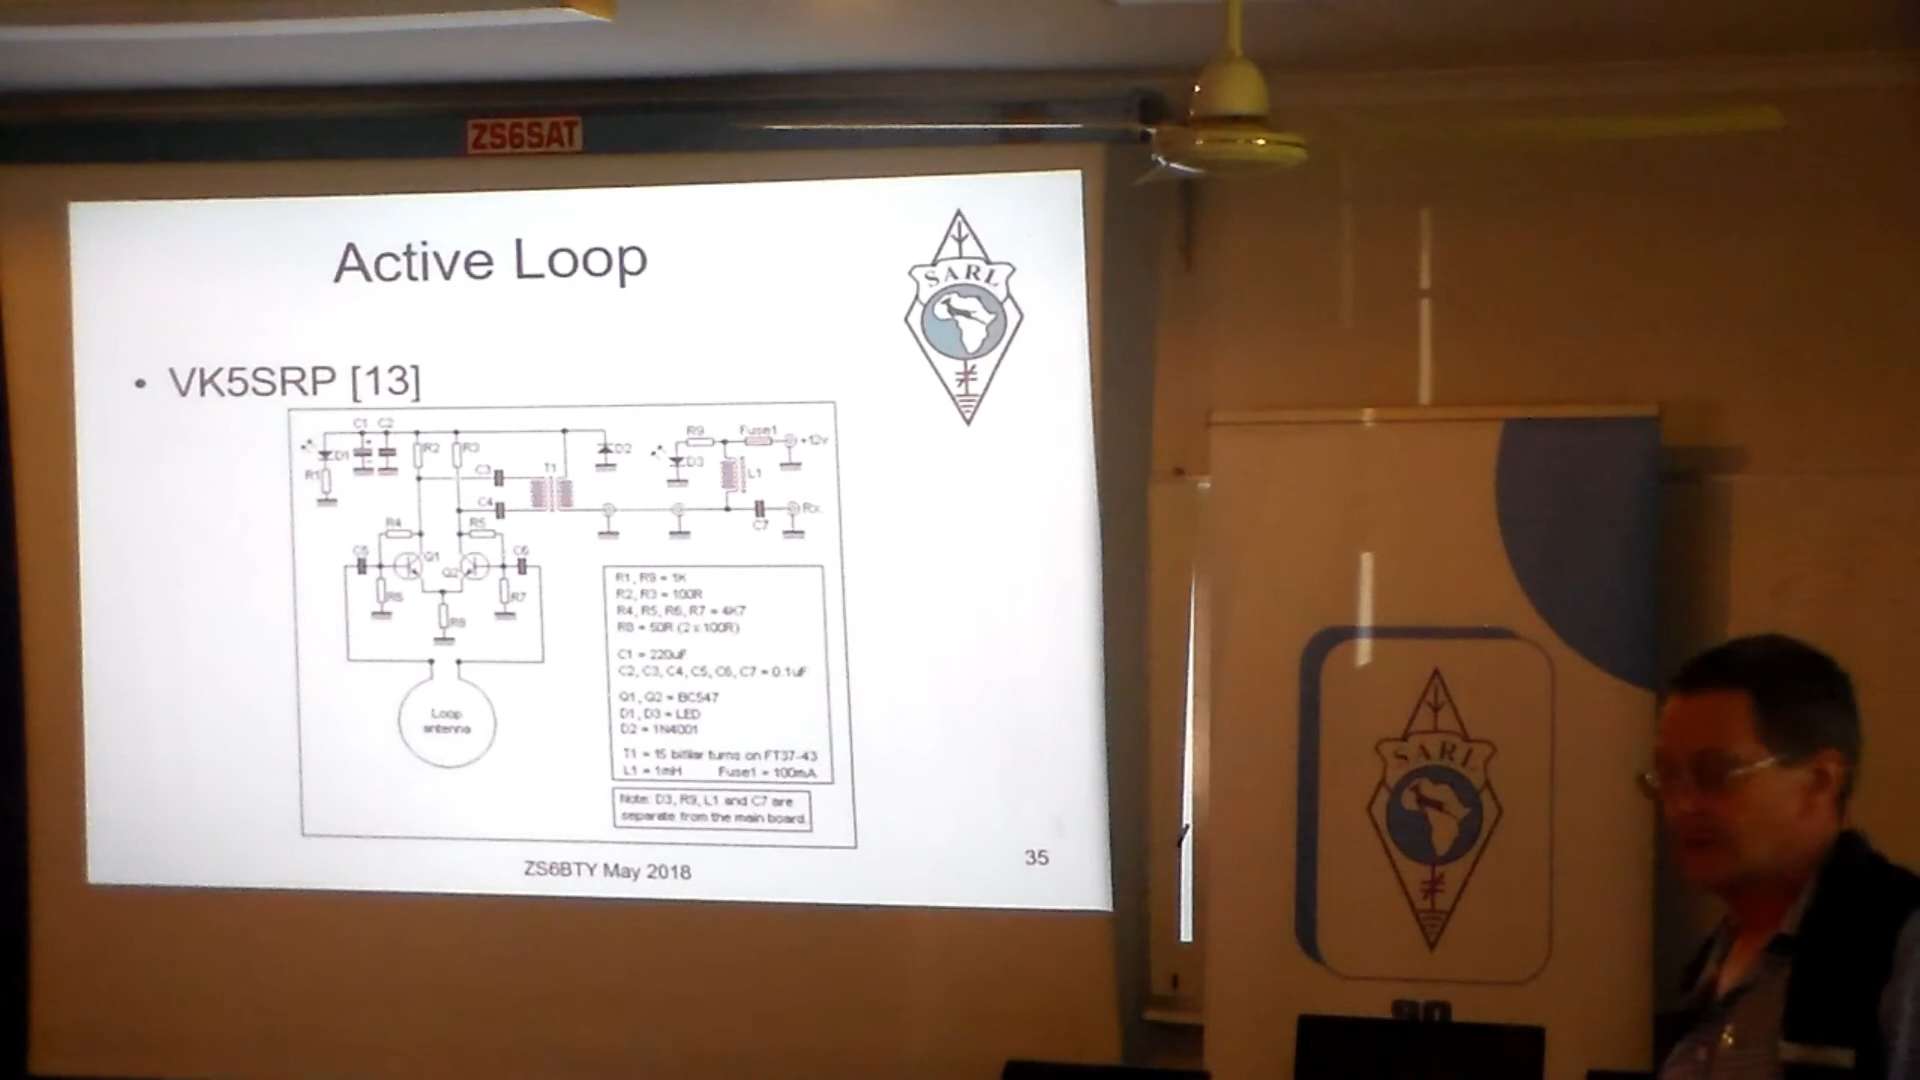 ZS6SAT
Active Loop
SARL
• VK5SRP [13]
C1 C2
D1
R1
R2
R3
C3
T1
D2
C4
R9
Fuse1
+12v
D3
L1
C7
Rx
R4
R5
C5
Q1
Q2
C6
R6
R7
R8
Loop
antenna
R1, R9 = 1K
R2, R3 = 100R
R4, R5, R6, R7 = 4K7
R8 = 50R (2 x 100R)
C1 = 220uF
C2, C3, C4, C5, C6, C7 = 0.1uF
Q1, Q2 = BC547
D1, D3 = LED
D2 = 1N4001
T1 = 15 bifilar turns on FT37-43
L1 = 1mH Fuse1 = 100mA
Note: D3, R9, L1 and C7 are
separate from the main board.
ZS6BTY May 2018
35
SARL